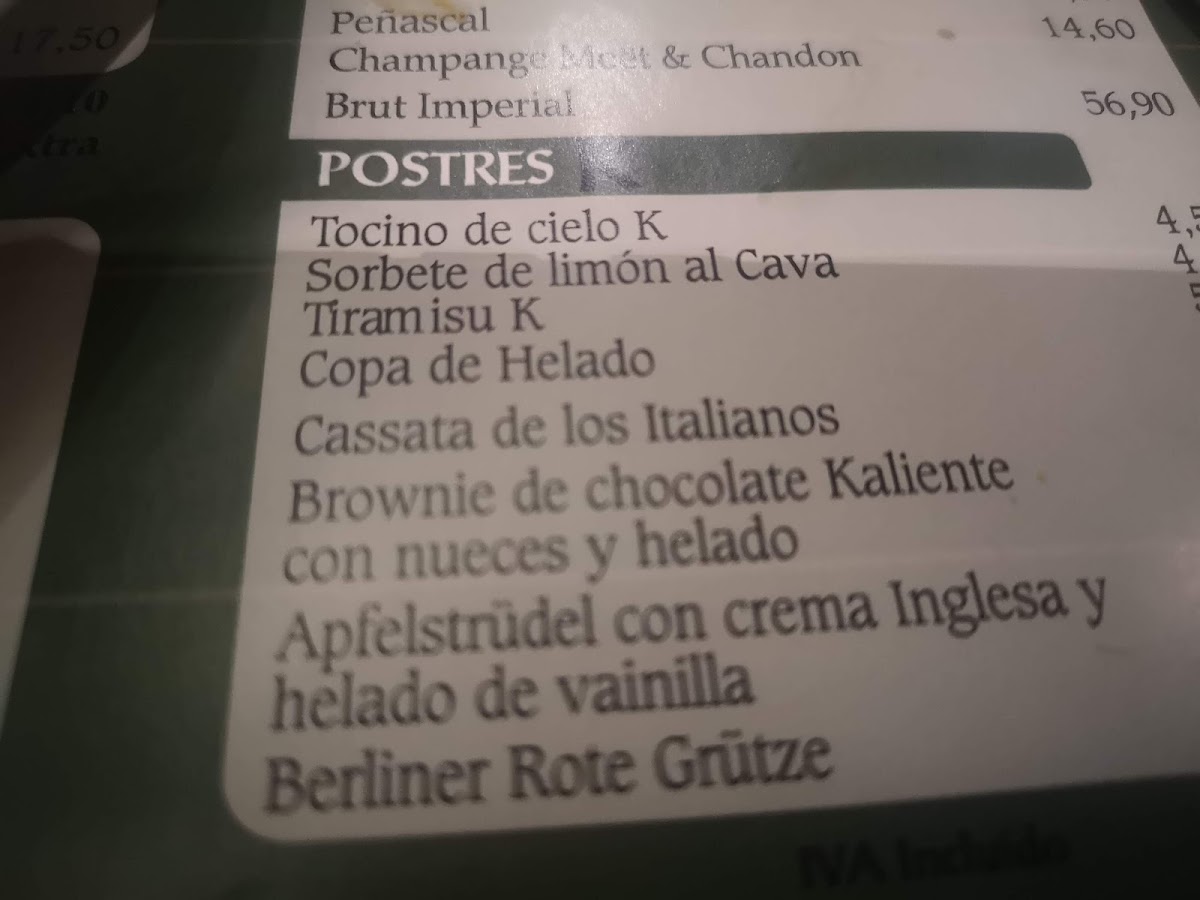 17.50
Peñascal 14,60
Champange Moët & Chandon
Brut Imperial 56,90
POSTRES
Tocino de cielo K
Sorbete de limón al Cava
Tiramisu K
Copa de Helado
Cassata de los Italianos
Brownie de chocolate Kaliente
con nueces y helado
Apfelstrüdel con crema Inglesa y
helado de vainilla
Berliner Rote Grütze
IVA Incluido